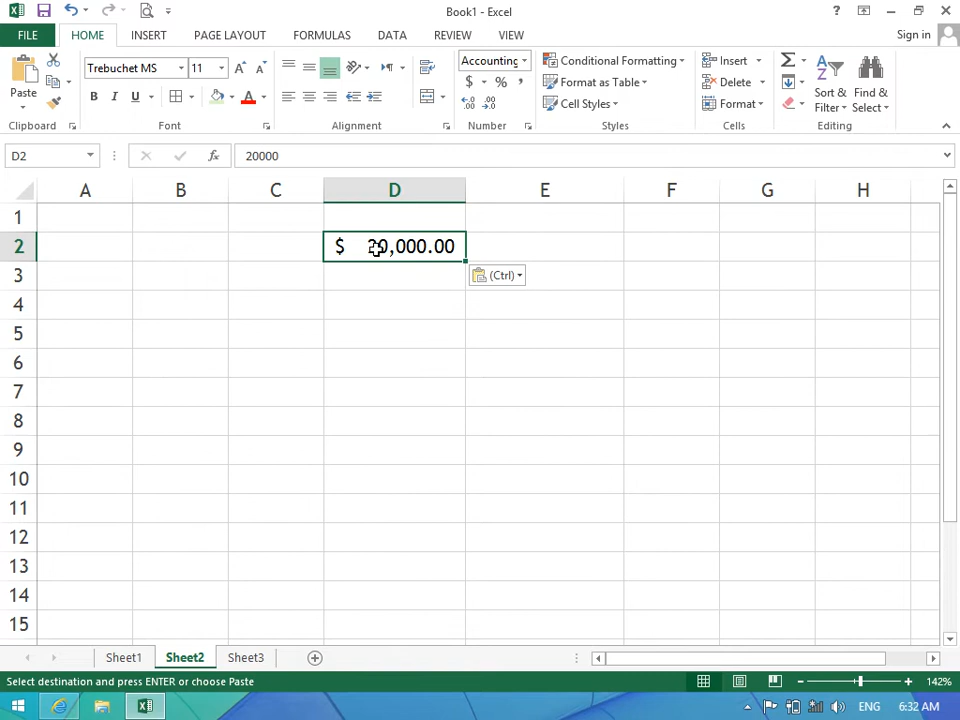 Book1 - Excel
?
FILE HOME INSERT PAGE LAYOUT FORMULAS DATA REVIEW VIEW Sign in
Paste
Trebuchet MS 11 A A
B I U A
Accounting
$ % ,
Conditional Formatting
Format as Table
Cell Styles
Insert
Delete
Format
Sort &
Filter
Find &
Select
Clipboard Font Alignment Number Styles Cells Editing
D2 fx 20000
A B C D E F G H
1
2 $ 20,000.00
3 (Ctrl)
4
5
6
7
8
9
10
11
12
13
14
15
Sheet1 Sheet2 Sheet3
Select destination and press ENTER or choose Paste 142%
ENG 6:32 AM